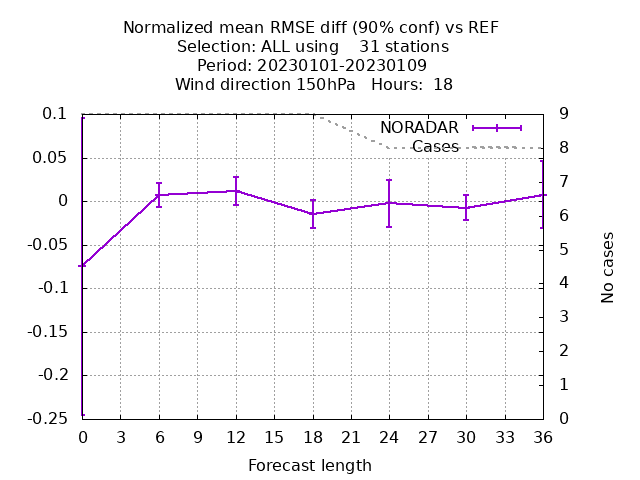 Normalized mean RMSE diff (90% conf) vs REF
Selection: ALL using    31 stations
Period: 20230101-20230109
Wind direction 150hPa   Hours:  18
NORADAR
Cases
0.1
0.05
0
-0.05
-0.1
-0.15
-0.2
-0.25
9
8
7
6
5
4
3
2
1
0
No cases
0 3 6 9 12 15 18 21 24 27 30 33 36
Forecast length